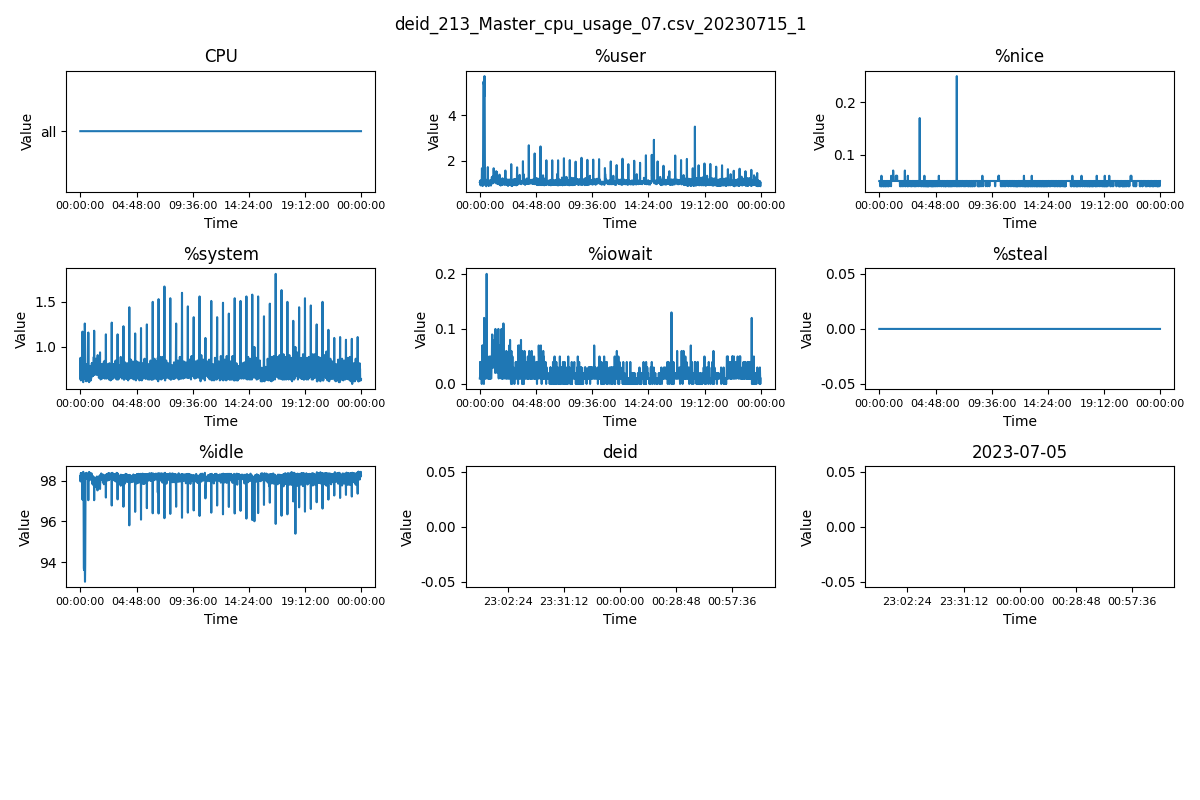 deid_213_Master_cpu_usage_07.csv_20230715_1
CPU
Value
all
00:00:00 04:48:00 09:36:00 14:24:00 19:12:00 00:00:00
Time
%user
Value
4
2
00:00:00 04:48:00 09:36:00 14:24:00 19:12:00 00:00:00
Time
%nice
Value
0.2
0.1
00:00:00 04:48:00 09:36:00 14:24:00 19:12:00 00:00:00
Time
%system
Value
1.5
1.0
00:00:00 04:48:00 09:36:00 14:24:00 19:12:00 00:00:00
Time
%iowait
Value
0.2
0.1
0.0
00:00:00 04:48:00 09:36:00 14:24:00 19:12:00 00:00:00
Time
%steal
Value
0.05
0.00
-0.05
00:00:00 04:48:00 09:36:00 14:24:00 19:12:00 00:00:00
Time
%idle
Value
98
96
94
00:00:00 04:48:00 09:36:00 14:24:00 19:12:00 00:00:00
Time
deid
Value
0.05
0.00
-0.05
23:02:24 23:31:12 00:00:00 00:28:48 00:57:36
Time
2023-07-05
Value
0.05
0.00
-0.05
23:02:24 23:31:12 00:00:00 00:28:48 00:57:36
Time